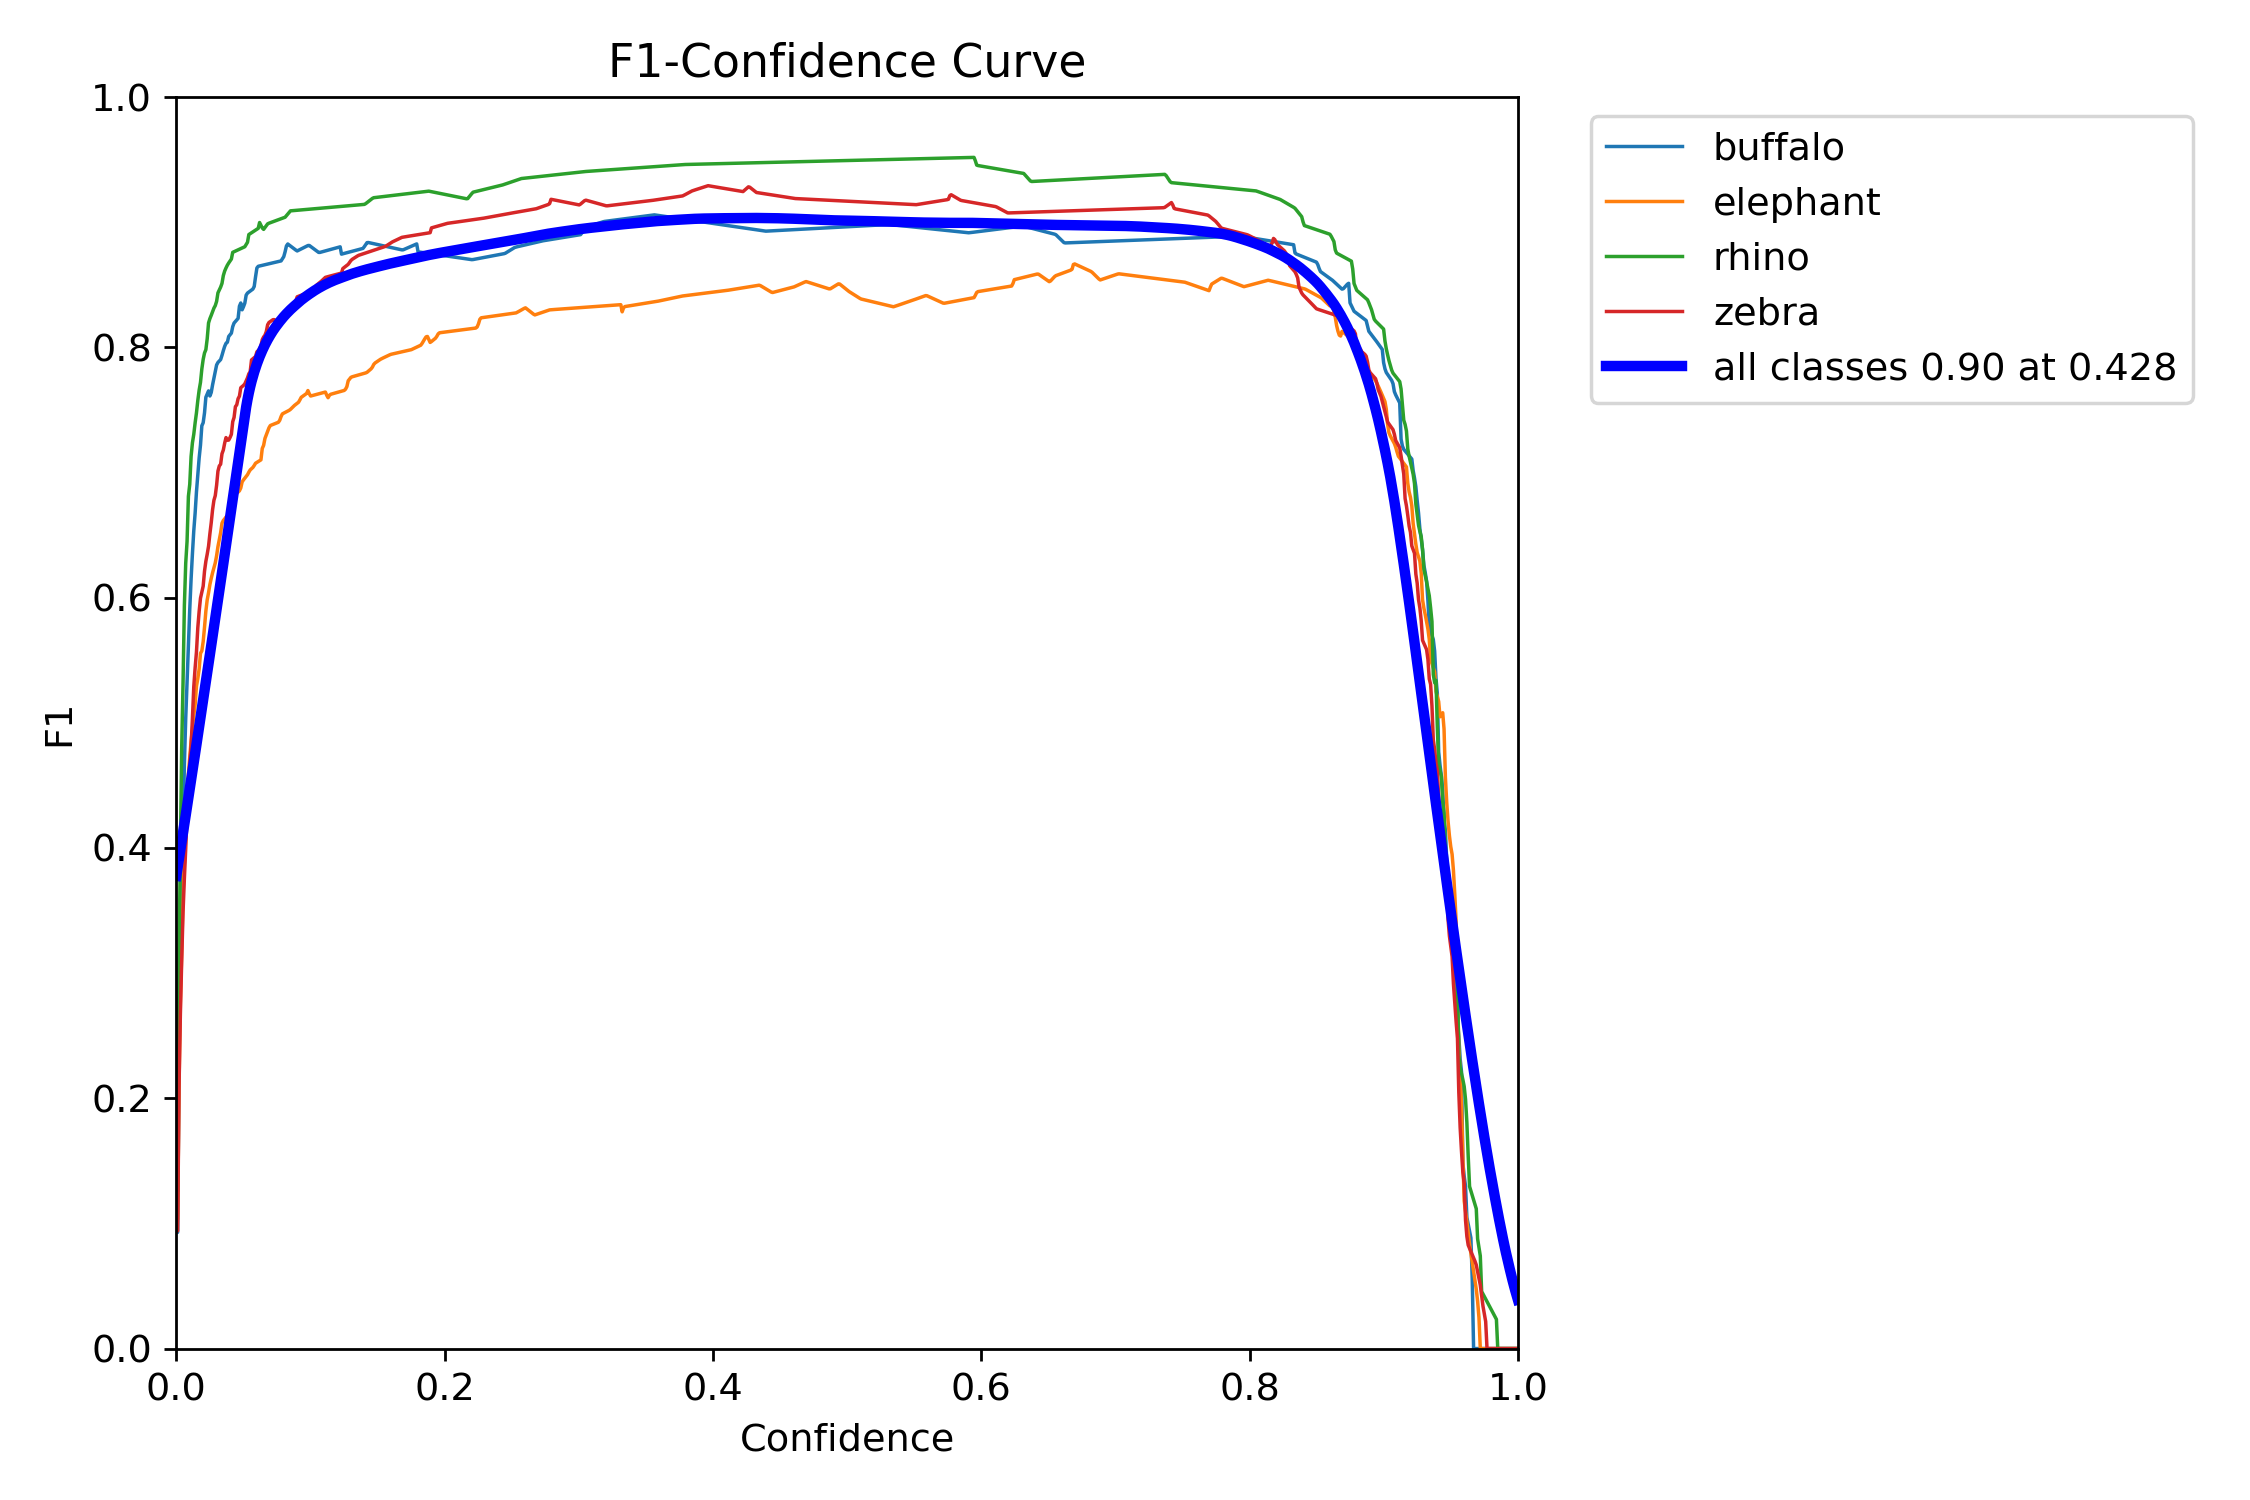 F1-Confidence Curve
1.0
0.8
0.6
0.4
0.2
0.0
F1
0.0 0.2 0.4 0.6 0.8 1.0
Confidence
buffalo
elephant
rhino
zebra
all classes 0.90 at 0.428